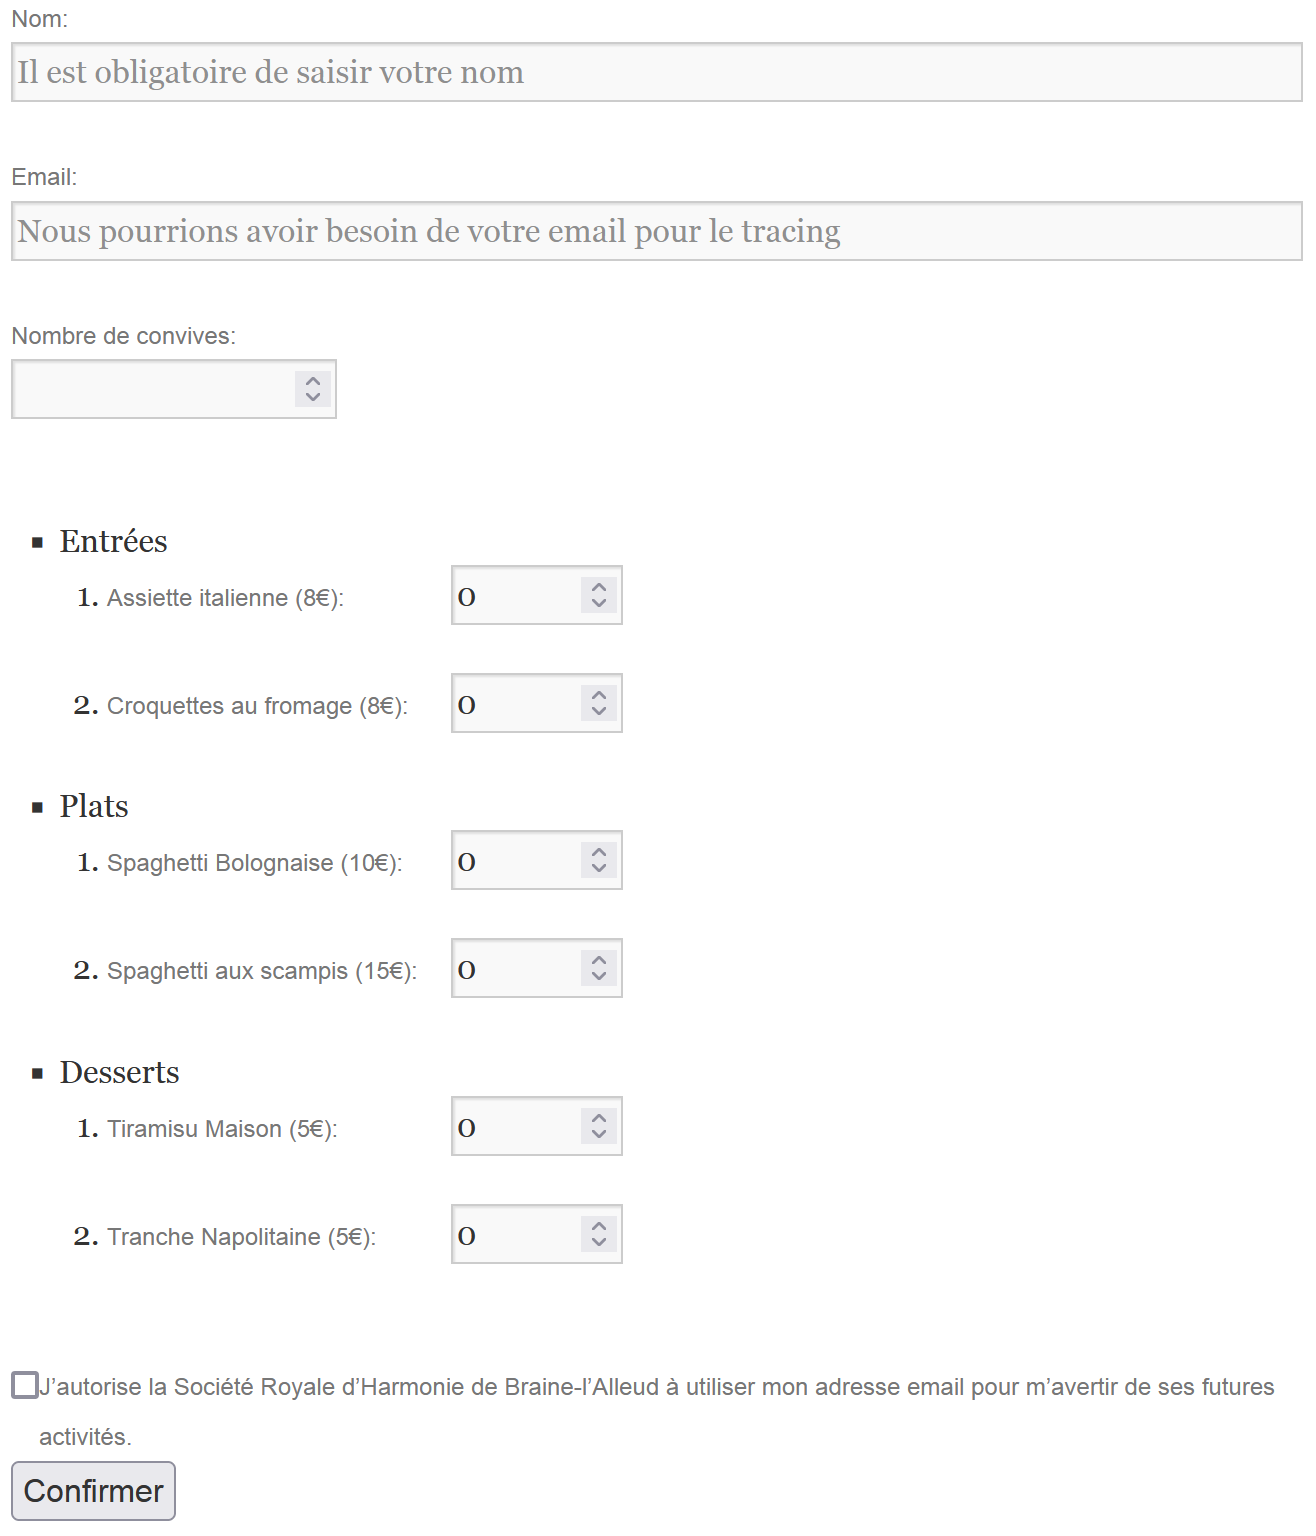 Nom:
Il est obligatoire de saisir votre nom
Email:
Nous pourrions avoir besoin de votre email pour le tracing
Nombre de convives:
Entrées
1. Assiette italienne (8€): 0
2. Croquettes au fromage (8€): 0
Plats
1. Spaghetti Bolognaise (10€): 0
2. Spaghetti aux scampis (15€): 0
Desserts
1. Tiramisu Maison (5€): 0
2. Tranche Napolitaine (5€): 0
J’autorise la Société Royale d’Harmonie de Braine-l’Alleud à utiliser mon adresse email pour m’avertir de ses futures
activités.
Confirmer